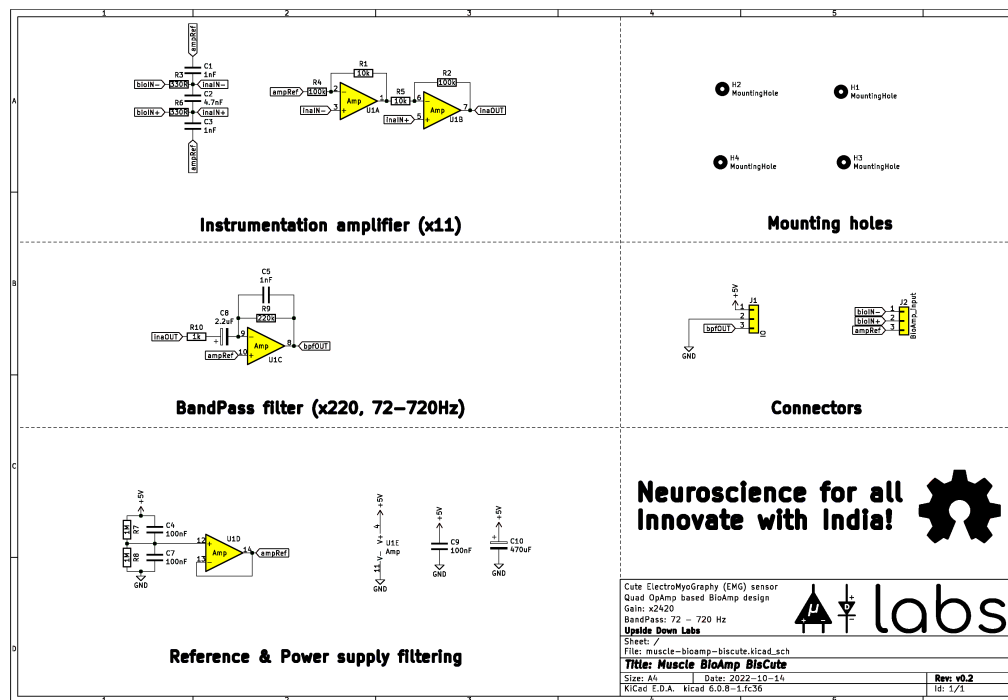 1 2 3 4 5
A
ampRef
C1
1nF
R3
bioIN- 330k inaIN-
C2
4.7nF
R6
bioIN+ 330k inaIN+
C3
1nF
ampRef
R1
10k
R4
ampRef 100k
2
3
1
Amp
U1A
inaIN-
R5
10k
R2
100k
6
5
7
Amp
U1B
inaIN+
inaOUT
Instrumentation amplifier (x11)
H2
MountingHole
H1
MountingHole
H4
MountingHole
H3
MountingHole
Mounting holes
B
C5
1nF
R9
220k
C8
2.2uF
R10
inaOUT 1k
9
10
8
Amp
U1C
ampRef
bpfOUT
BandPass filter (x220, 72-720Hz)
+5V
J1
1
2
3
IO
bpfOUT
GND
J2
bioIN- 1
bioIN+ 2
ampRef 3
BioAmp_Input
Connectors
C
+5V
1M
R7
C4
100nF
1M
R8
C7
100nF
GND
12
13
14
U1D
Amp
ampRef
+5V
4
V+
U1E
Amp
V-
11
GND
+5V
C9
100nF
GND
+5V
C10
470uF
GND
Reference & Power supply filtering
Neuroscience for all
Innovate with India!
D
Cute ElectroMyoGraphy (EMG) sensor
Quad OpAmp based BioAmp design
Gain: x2420
BandPass: 72 - 720 Hz
Upside Down Labs
μ D labs
Sheet: /
File: muscle-bioamp-biscute.kicad_sch
Title: Muscle BioAmp BisCute
Size: A4 Date: 2022-10-14 Rev: v0.2
KiCad E.D.A. kicad 6.0.8-1.fc36 Id: 1/1